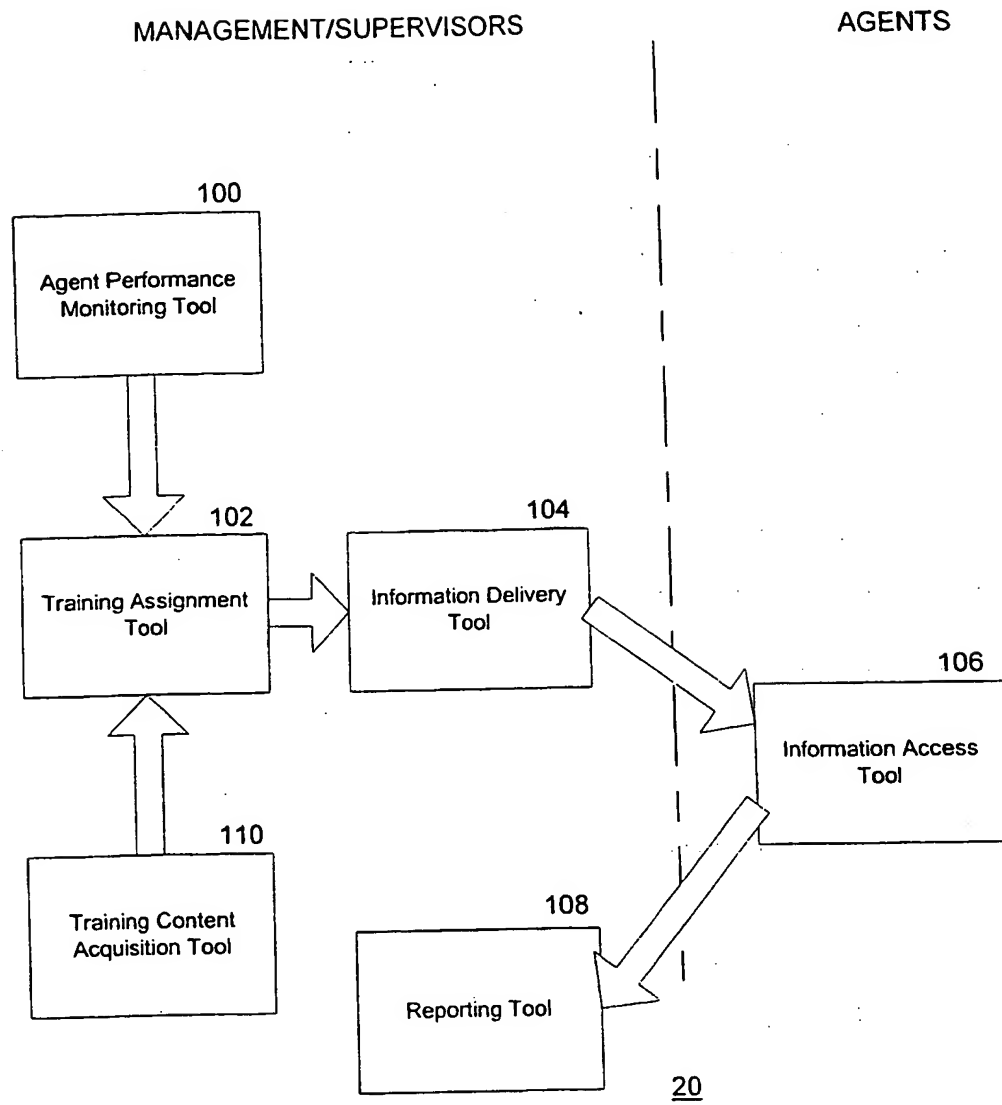 MANAGEMENT/SUPERVISORS
AGENTS
100
Agent Performance
Monitoring Tool
102
Training Assignment
Tool
104
Information Delivery
Tool
106
Information Access
Tool
110
Training Content
Acquisition Tool
108
Reporting Tool
20